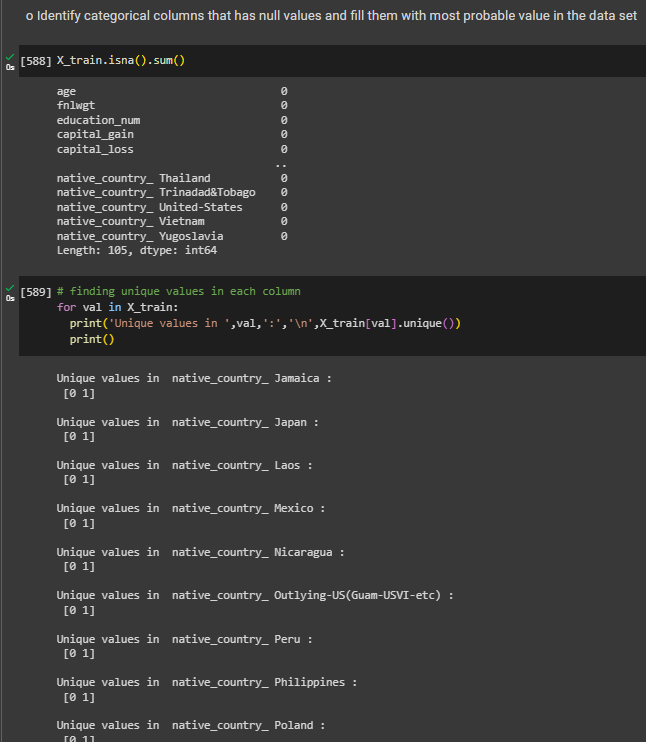 o Identify categorical columns that has null values and fill them with most probable value in the data set
0s
[588] X_train.isna().sum()
age 0
fnlwgt 0
education_num 0
capital_gain 0
capital_loss 0
..
native_country_ Thailand 0
native_country_ Trinadad&Tobago 0
native_country_ United-States 0
native_country_ Vietnam 0
native_country_ Yugoslavia 0
Length: 105, dtype: int64
0s
[589] # finding unique values in each column
for val in X_train:
print('Unique values in ',val,':','\n',X_train[val].unique())
print()
Unique values in  native_country_ Jamaica :
[0 1]
Unique values in  native_country_ Japan :
[0 1]
Unique values in  native_country_ Laos :
[0 1]
Unique values in  native_country_ Mexico :
[0 1]
Unique values in  native_country_ Nicaragua :
[0 1]
Unique values in  native_country_ Outlying-US(Guam-USVI-etc) :
[0 1]
Unique values in  native_country_ Peru :
[0 1]
Unique values in  native_country_ Philippines :
[0 1]
Unique values in  native_country_ Poland :
[0 1]